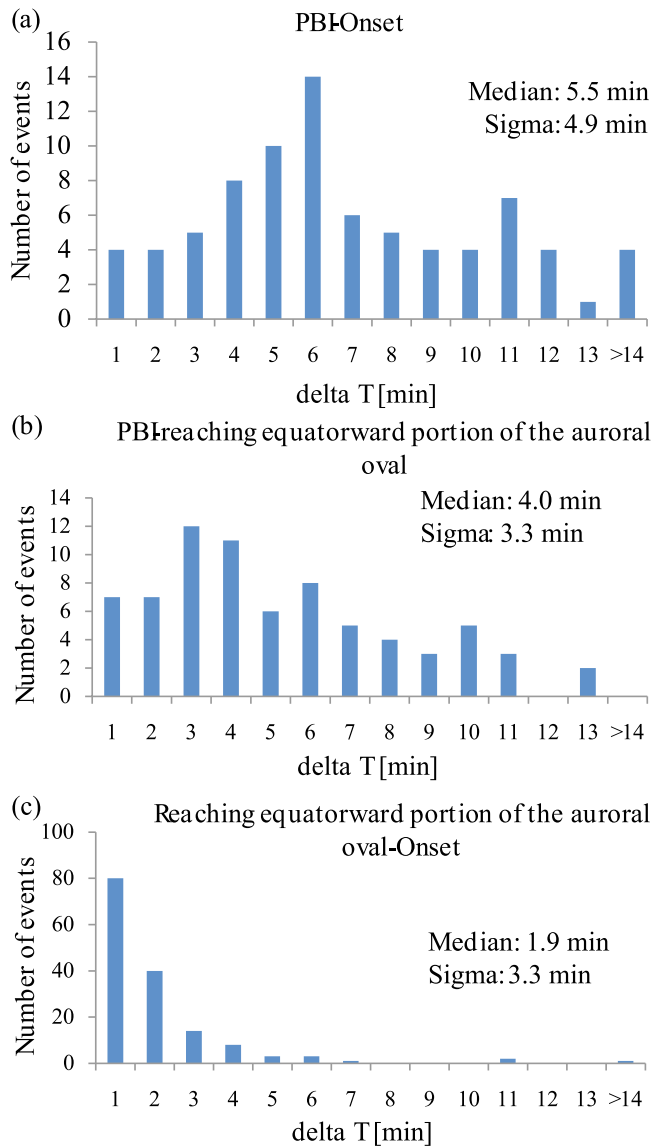 (a)
PBI-Onset
Median: 5.5 min
Sigma: 4.9 min
Number of events
16
14
12
10
8
6
4
2
0
1 2 3 4 5 6 7 8 9 10 11 12 13 >14
delta T [min]
(b)
PBI-reaching equatorward portion of the auroral
oval
Median: 4.0 min
Sigma: 3.3 min
Number of events
14
12
10
8
6
4
2
0
1 2 3 4 5 6 7 8 9 10 11 12 13 >14
delta T [min]
(c)
Reaching equatorward portion of the auroral
oval-Onset
Median: 1.9 min
Sigma: 3.3 min
Number of events
100
80
60
40
20
0
1 2 3 4 5 6 7 8 9 10 11 12 13 >14
delta T [min]